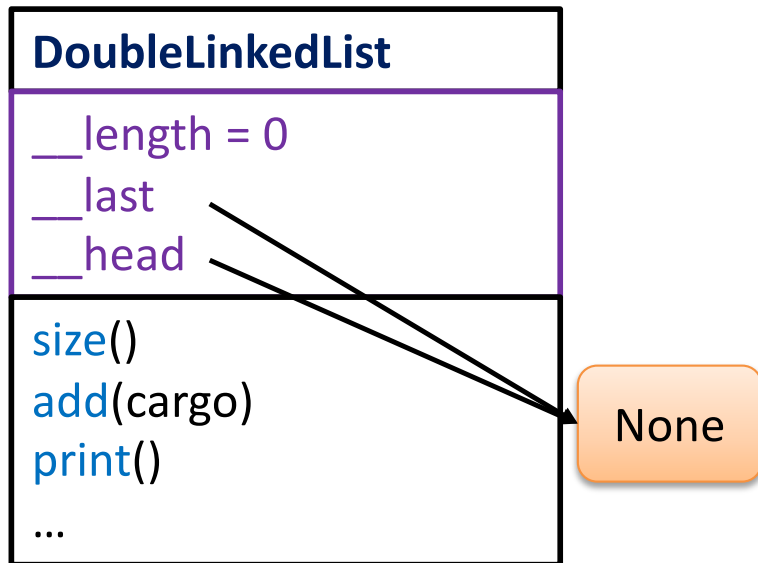 DoubleLinkedList
__length = 0
__last
__head
size()
add(cargo)
print()
…
None